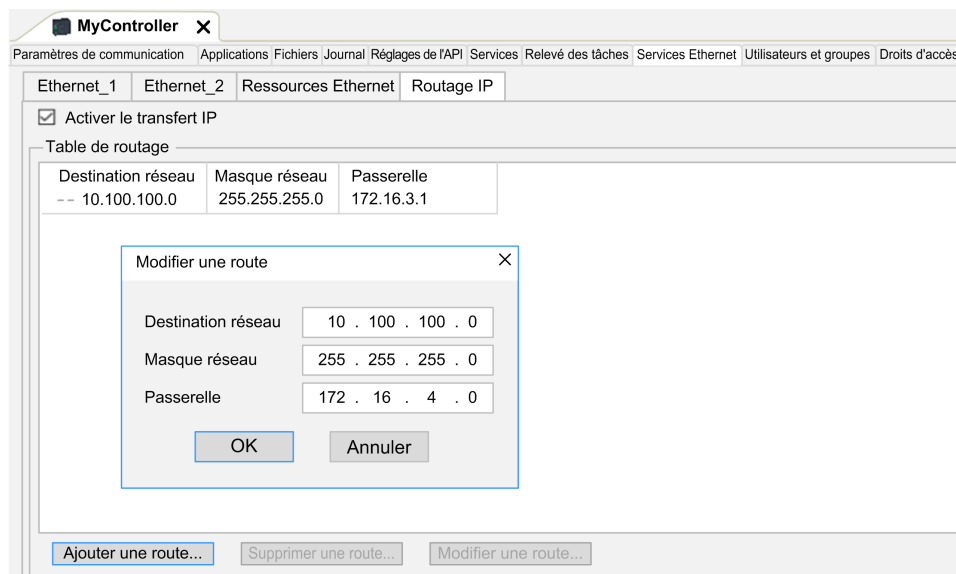 MyController
Paramètres de communication Applications Fichiers Journal Réglages de l'API Services Relevé des tâches Services Ethernet Utilisateurs et groupes Droits d'accès
Ethernet_1 Ethernet_2 Ressources Ethernet Routage IP
Activer le transfert IP
Table de routage
Destination réseau Masque réseau Passerelle
-- 10.100.100.0 255.255.255.0 172.16.3.1
Modifier une route
Destination réseau 10 . 100 . 100 . 0
Masque réseau 255 . 255 . 255 . 0
Passerelle 172 . 16 . 4 . 0
OK Annuler
Ajouter une route... Supprimer une route... Modifier une route...